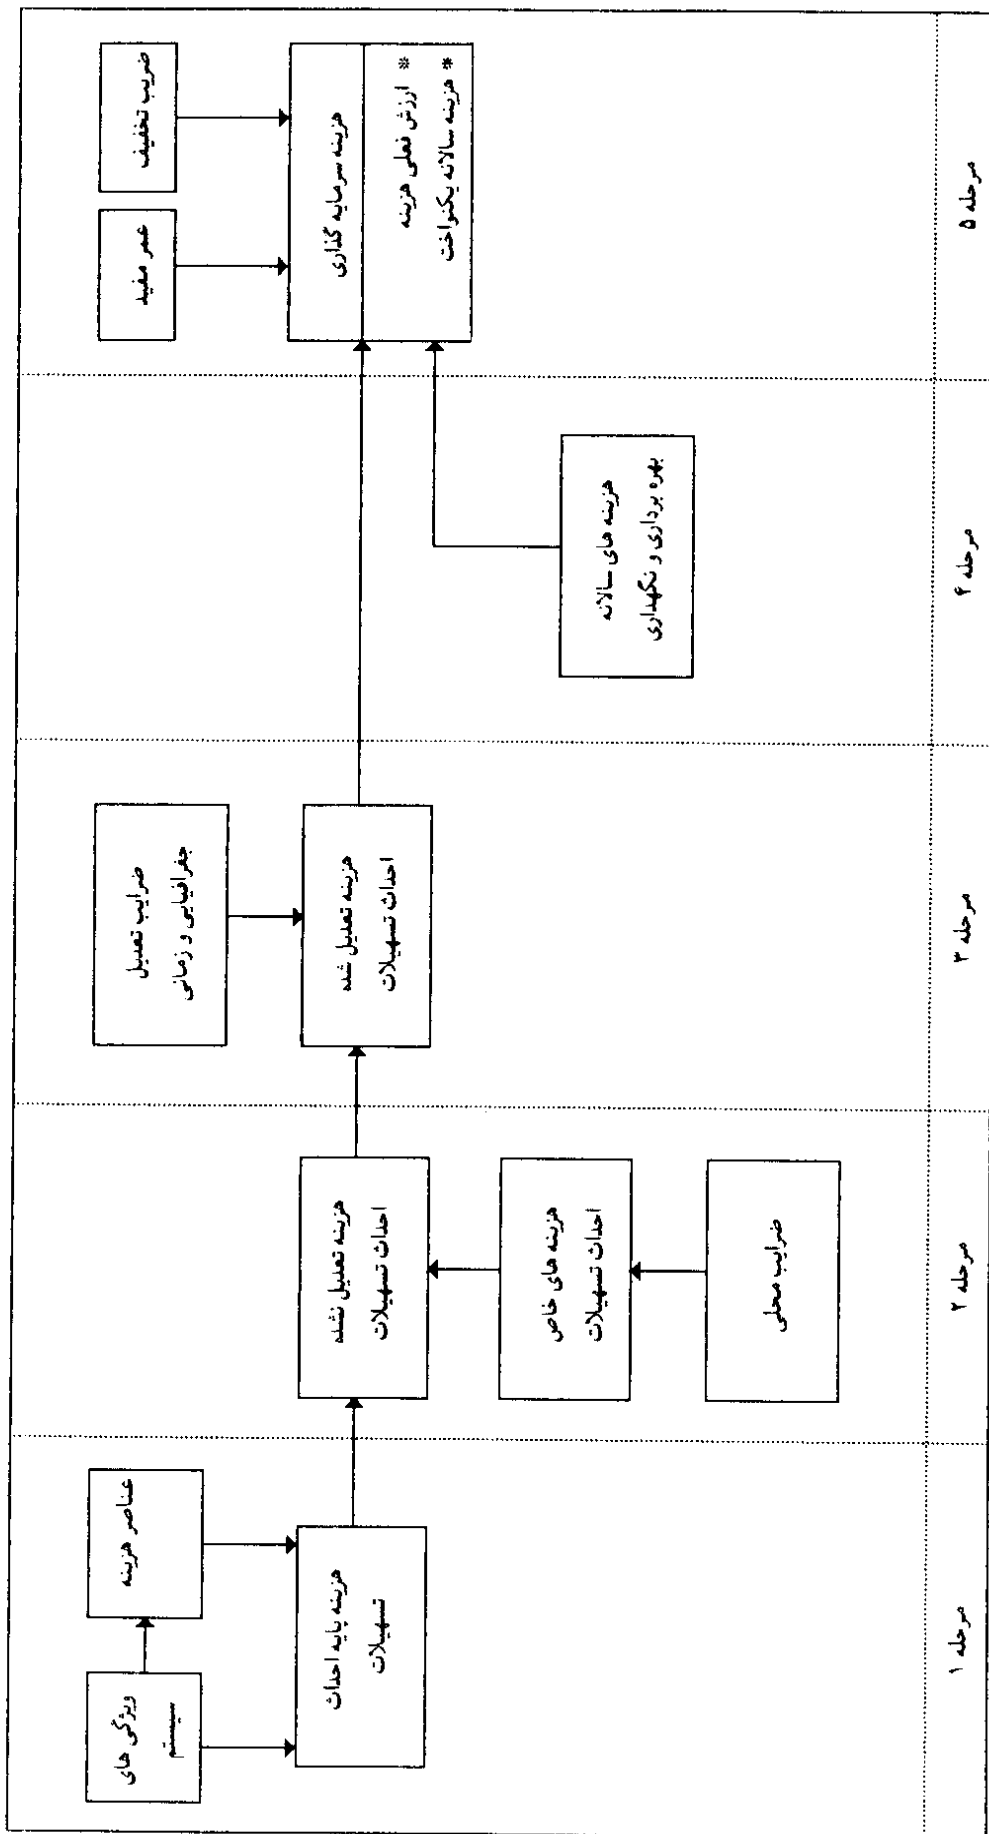 ویژگی های
سیستم
عناصر هزینه
هزینه پایه احداث
تسهیلات
مرحله ۱
هزینه تعدیل نشده
احداث تسهیلات
هزینه های خاص
احداث تسهیلات
ضرایب محلی
مرحله ۲
ضرایب تعدیل
جغرافیایی و زمانی
هزینه تعدیل شده
احداث تسهیلات
مرحله ۳
هزینه های سالانه
بهره برداری و نگهداری
مرحله ۴
ضریب تخفیف
عمر مفید
هزینه سرمایه گذاری
* ارزش فعلی هزینه
* هزینه سالانه یکنواخت
مرحله ۵